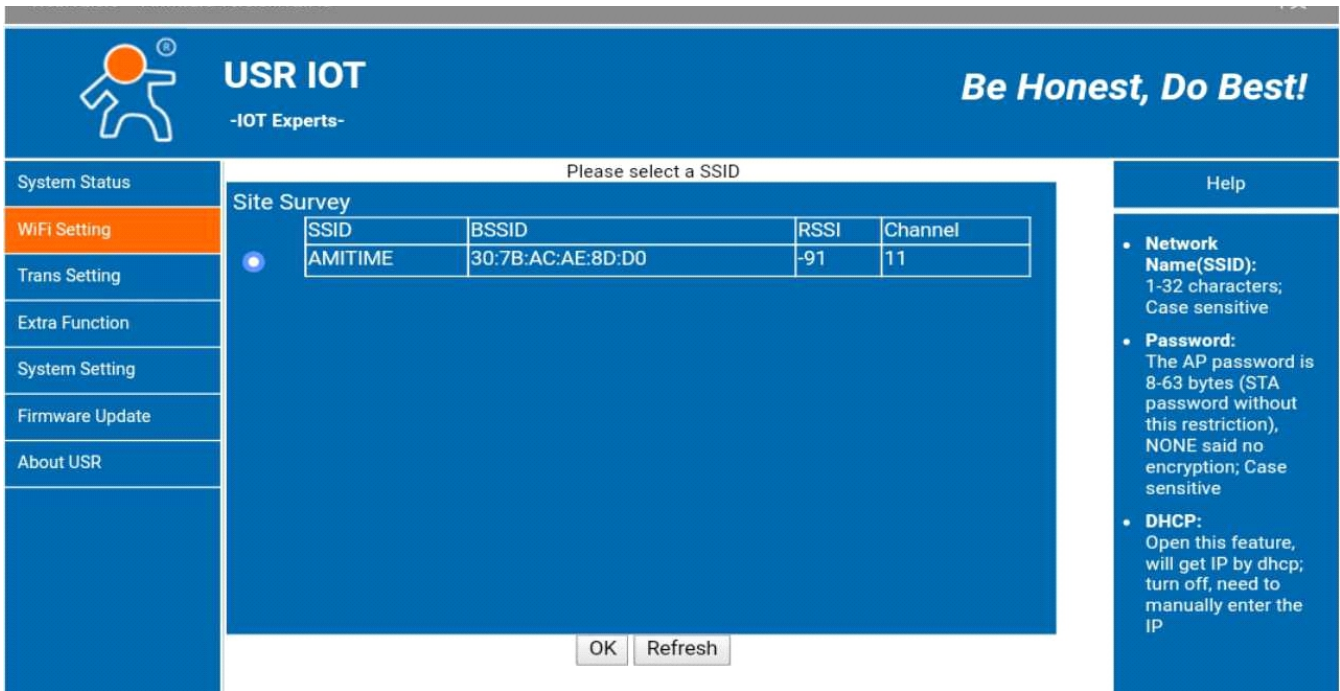 ®
USR IOT
-IOT Experts-
Be Honest, Do Best!
System Status
WiFi Setting
Trans Setting
Extra Function
System Setting
Firmware Update
About USR
Please select a SSID
Site Survey
SSID BSSID RSSI Channel
AMITIME 30:7B:AC:AE:8D:D0 -91 11
OK Refresh
Help
• Network
Name(SSID):
1-32 characters;
Case sensitive
• Password:
The AP password is
8-63 bytes (STA
password without
this restriction),
NONE said no
encryption; Case
sensitive
• DHCP:
Open this feature,
will get IP by dhcp;
turn off, need to
manually enter the
IP